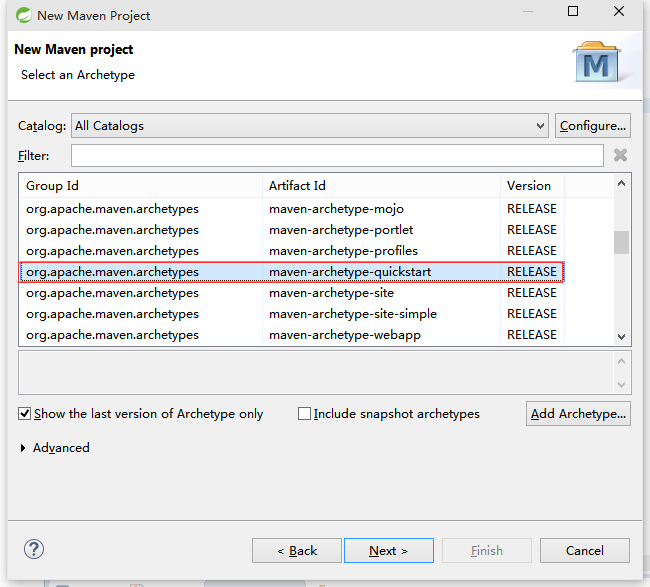 New Maven Project
New Maven project
Select an Archetype
M
Catalog: All Catalogs Configure...
Filter:
Group Id Artifact Id Version
org.apache.maven.archetypes maven-archetype-mojo RELEASE
org.apache.maven.archetypes maven-archetype-portlet RELEASE
org.apache.maven.archetypes maven-archetype-profiles RELEASE
org.apache.maven.archetypes maven-archetype-quickstart RELEASE
org.apache.maven.archetypes maven-archetype-site RELEASE
org.apache.maven.archetypes maven-archetype-site-simple RELEASE
org.apache.maven.archetypes maven-archetype-webapp RELEASE
Show the last version of Archetype only Include snapshot archetypes Add Archetype...
Advanced
? < Back Next > Finish Cancel